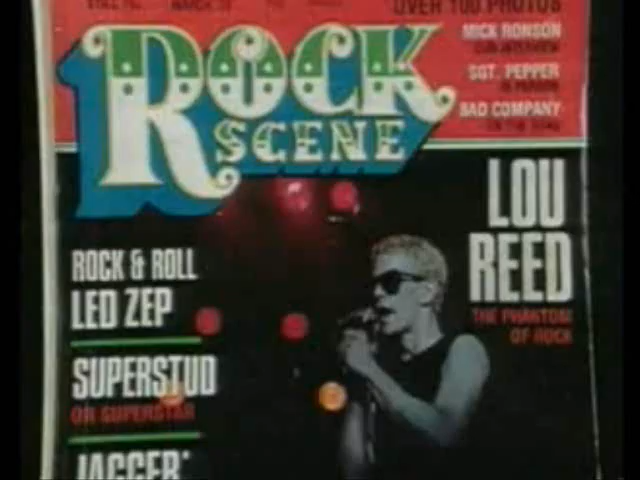 OVER 100 PHOTOS
MICK RONSON
SGT. PEPPER
BAD COMPANY
ROCK
SCENE
LOU
REED
THE PHANTOM
OF ROCK
ROCK & ROLL
LED ZEP
SUPERSTUD
OR SUPERSTAR
JAGGER